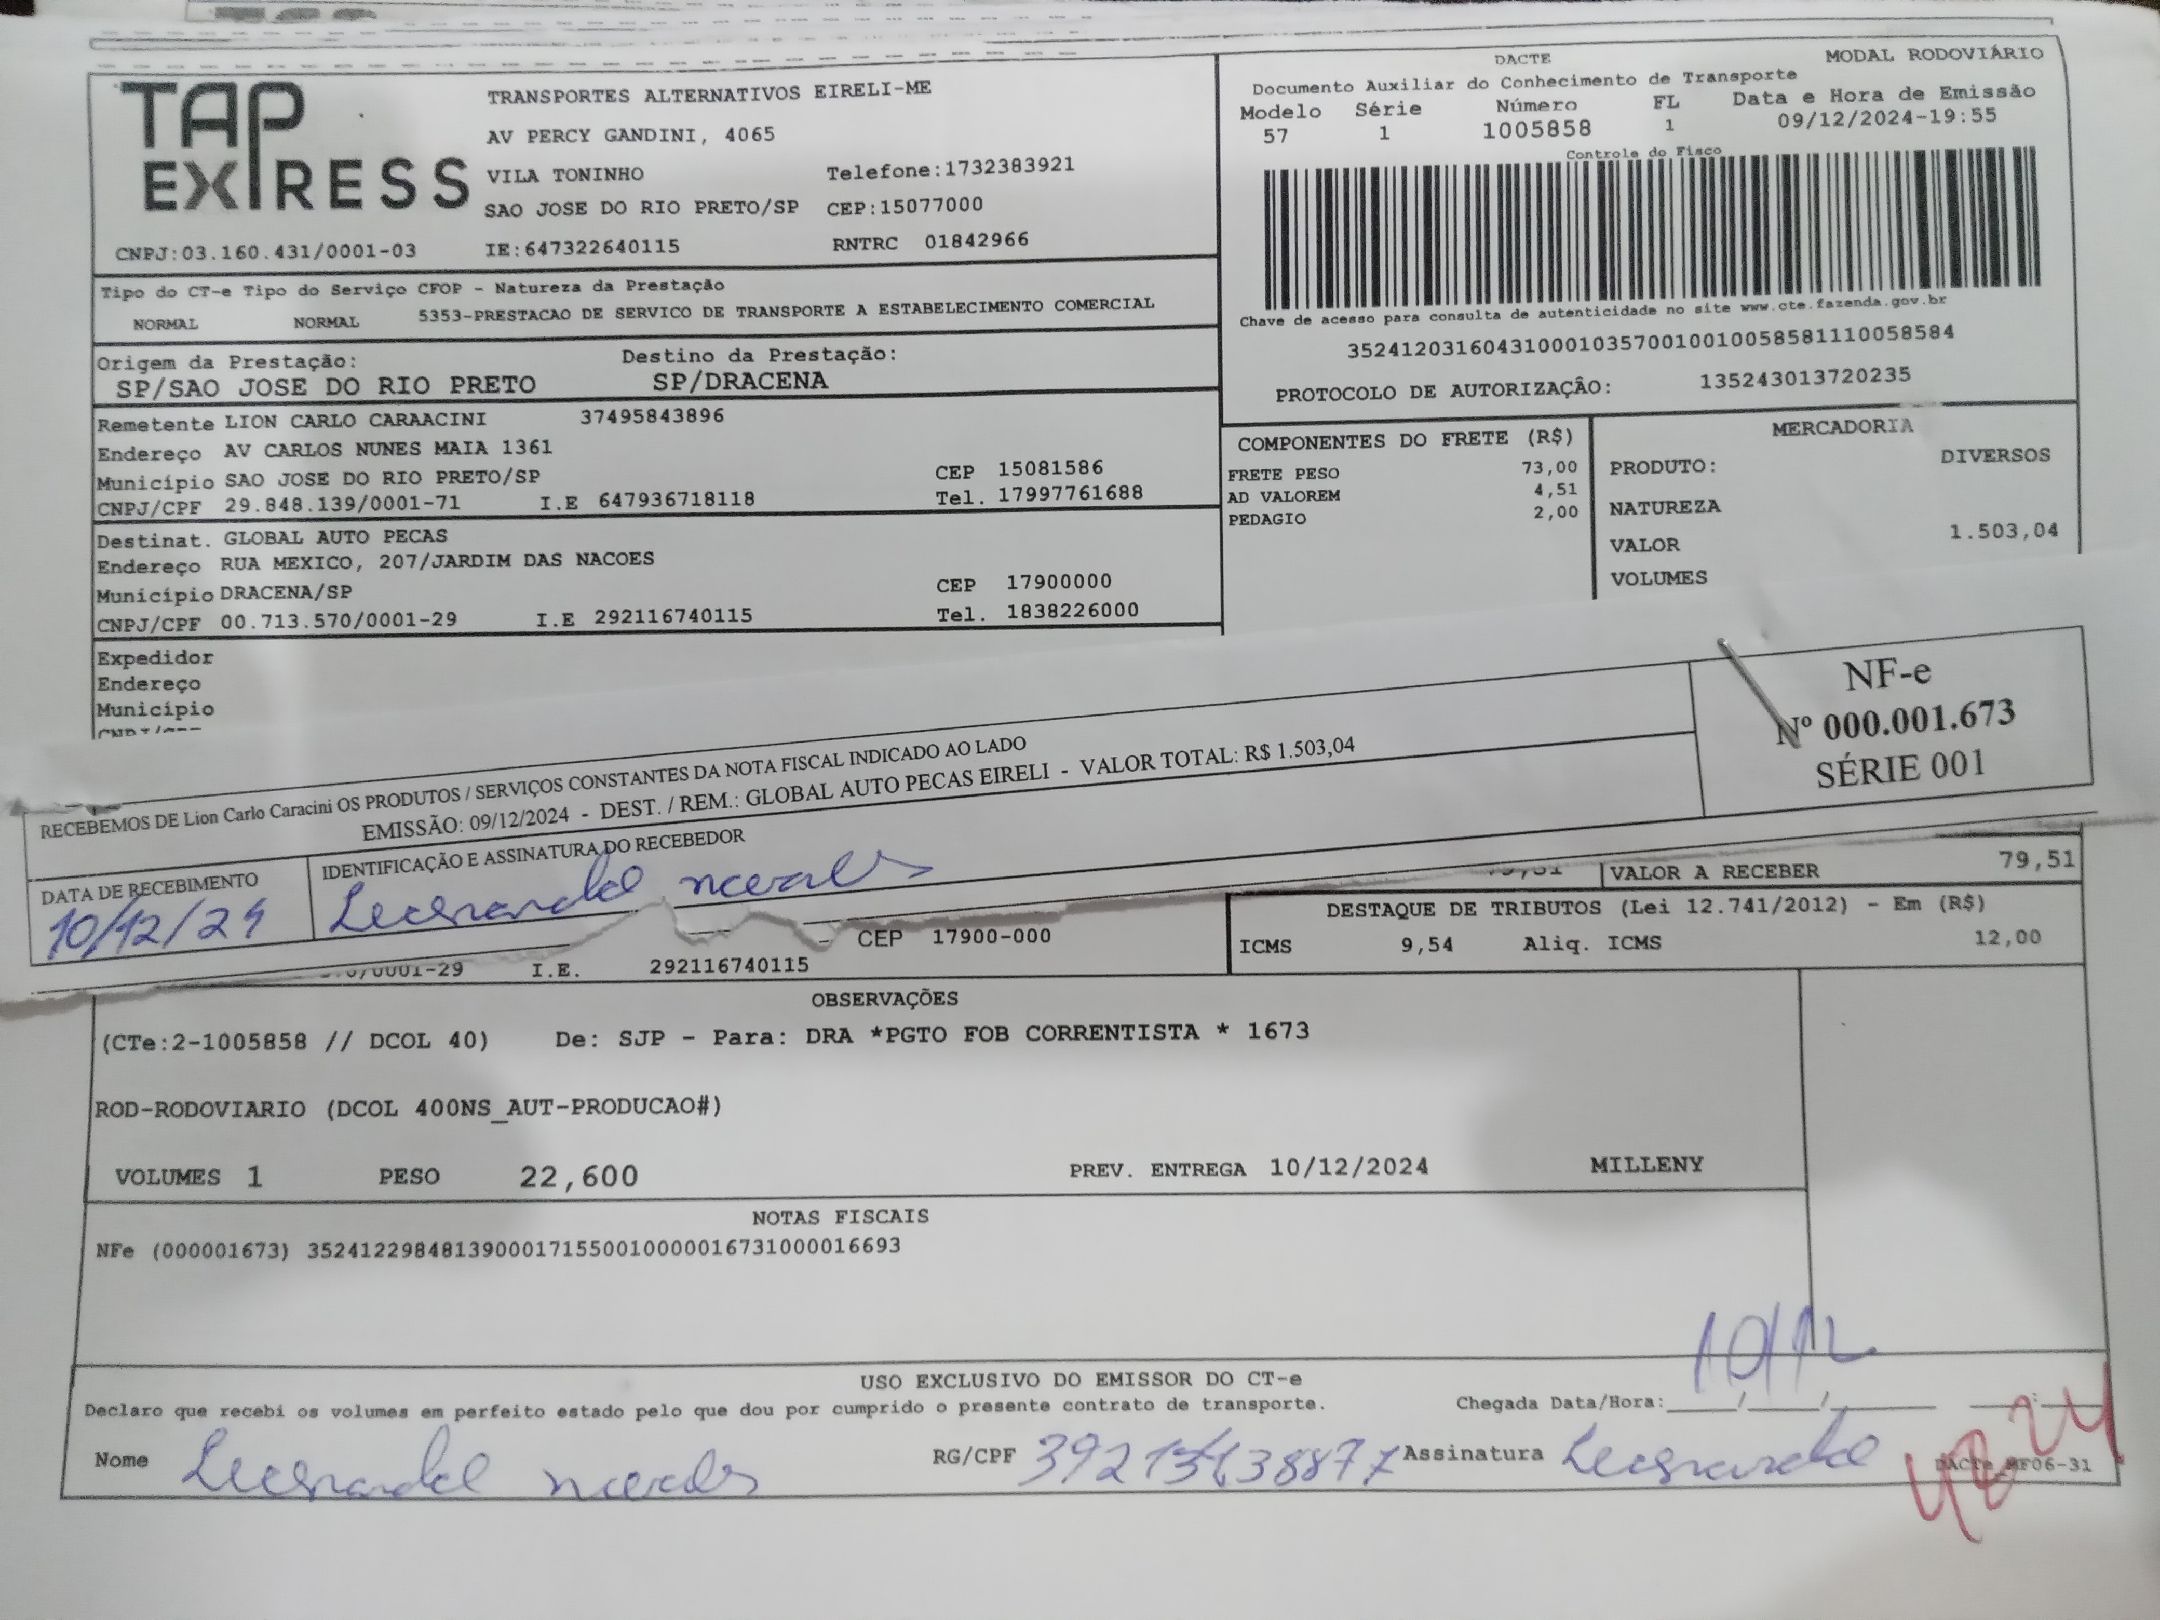 TAP EXPRESS
TRANSPORTES ALTERNATIVOS EIRELI-ME
AV PERCY GANDINI, 4065
VILA TONINHO Telefone:1732383921
SAO JOSE DO RIO PRETO/SP CEP:15077000
CNPJ:03.160.431/0001-03 IE:647322640115 RNTRC 01842966
DACTE MODAL RODOVIÁRIO
Documento Auxiliar do Conhecimento de Transporte
Modelo Série Número FL Data e Hora de Emissão
57 1 1005858 1 09/12/2024-19:55
Controle do Fisco
Chave de acesso para consulta de autenticidade no site www.cte.fazenda.gov.br
35241203160431000103570010010058581110058584
PROTOCOLO DE AUTORIZAÇÃO: 135243013720235
Tipo do CT-e Tipo do Serviço CFOP - Natureza da Prestação
NORMAL NORMAL 5353-PRESTACAO DE SERVICO DE TRANSPORTE A ESTABELECIMENTO COMERCIAL
Origem da Prestação: Destino da Prestação:
SP/SAO JOSE DO RIO PRETO SP/DRACENA
Remetente LION CARLO CARAACINI 37495843896
Endereço AV CARLOS NUNES MAIA 1361
Município SAO JOSE DO RIO PRETO/SP CEP 15081586
CNPJ/CPF 29.848.139/0001-71 I.E 647936718118 Tel. 17997761688
Destinat. GLOBAL AUTO PECAS
Endereço RUA MEXICO, 207/JARDIM DAS NACOES
Município DRACENA/SP CEP 17900000
CNPJ/CPF 00.713.570/0001-29 I.E 292116740115 Tel. 1838226000
Expedidor
Endereço
Município
COMPONENTES DO FRETE (R$)
FRETE PESO 73,00
AD VALOREM 4,51
PEDAGIO 2,00
MERCADORIA
PRODUTO: DIVERSOS
NATUREZA
VALOR 1.503,04
VOLUMES
RECEBEMOS DE Lion Carlo Caracini OS PRODUTOS / SERVIÇOS CONSTANTES DA NOTA FISCAL INDICADO AO LADO
EMISSÃO: 09/12/2024 - DEST. / REM.: GLOBAL AUTO PECAS EIRELI - VALOR TOTAL: R$ 1.503,04
DATA DE RECEBIMENTO IDENTIFICAÇÃO E ASSINATURA DO RECEBEDOR
10/12/24
NF-e
Nº 000.001.673
SÉRIE 001
VALOR A RECEBER 79,51
DESTAQUE DE TRIBUTOS (Lei 12.741/2012) - Em (R$)
ICMS 9,54 Aliq. ICMS 12,00
CEP 17900-000
/0001-29 I.E. 292116740115
OBSERVAÇÕES
(CTe:2-1005858 // DCOL 40) De: SJP - Para: DRA *PGTO FOB CORRENTISTA * 1673
ROD-RODOVIARIO (DCOL 400NS_AUT-PRODUCAO#)
VOLUMES 1 PESO 22,600 PREV. ENTREGA 10/12/2024 MILLENY
NOTAS FISCAIS
NFe (000001673) 35241229848139000171550010000016731000016693
USO EXCLUSIVO DO EMISSOR DO CT-e
Declaro que recebi os volumes em perfeito estado pelo que dou por cumprido o presente contrato de transporte. Chegada Data/Hora: 10/12
Nome RG/CPF Assinatura